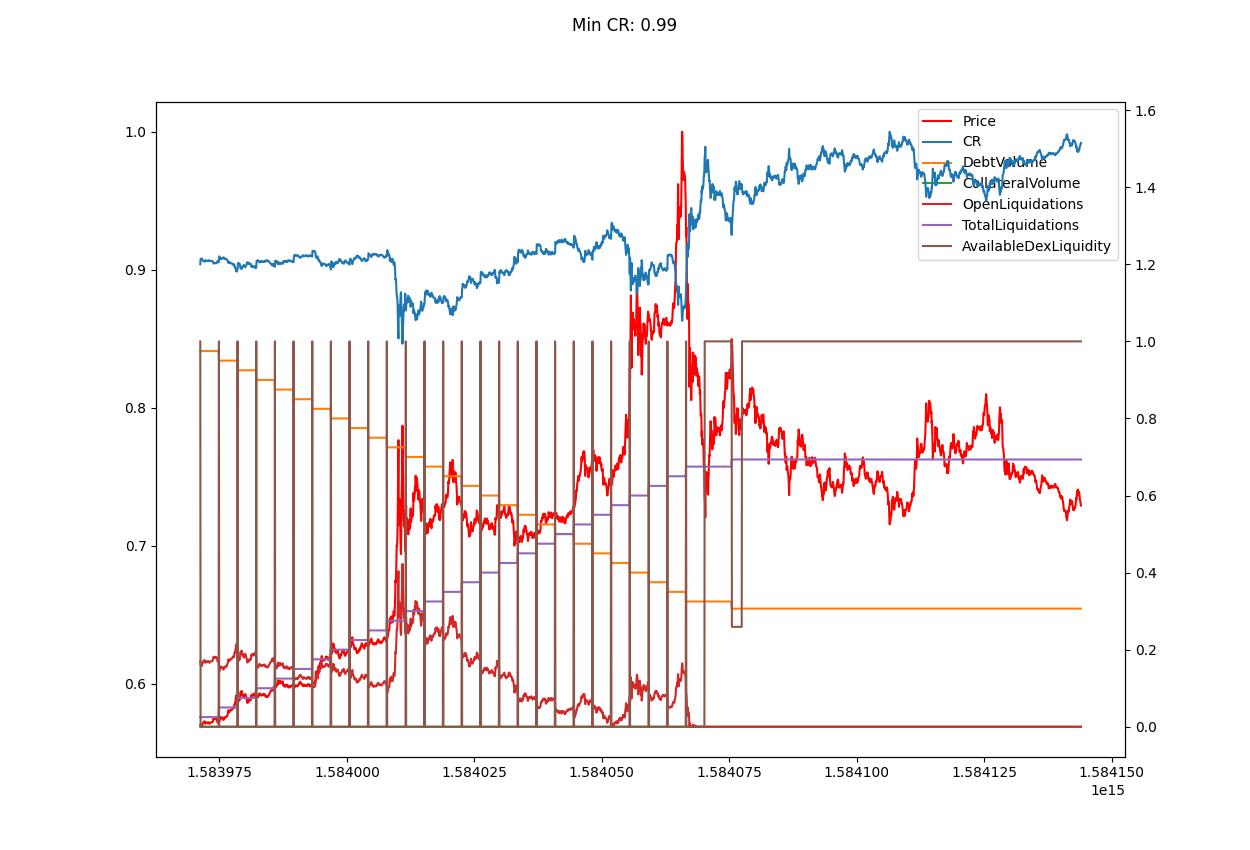 Min CR: 0.99
1.0
0.9
0.8
0.7
0.6
1.6
1.4
1.2
1.0
0.8
0.6
0.4
0.2
0.0
Price
CR
DebtVolume
CollateralVolume
OpenLiquidations
TotalLiquidations
AvailableDexLiquidity
1.583975 1.584000 1.584025 1.584050 1.584075 1.584100 1.584125 1.584150
1e15